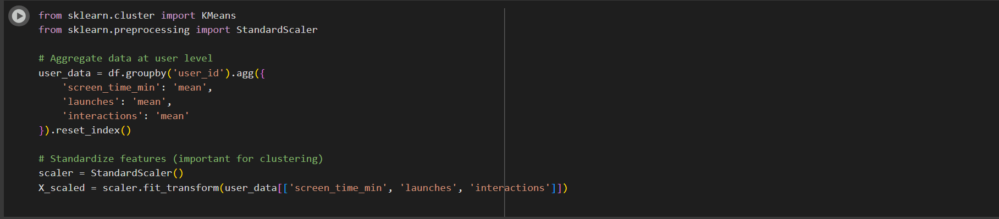 from sklearn.cluster import KMeans
from sklearn.preprocessing import StandardScaler
# Aggregate data at user level
user_data = df.groupby('user_id').agg({
    'screen_time_min': 'mean',
    'launches': 'mean',
    'interactions': 'mean'
}).reset_index()
# Standardize features (important for clustering)
scaler = StandardScaler()
X_scaled = scaler.fit_transform(user_data[['screen_time_min', 'launches', 'interactions']])